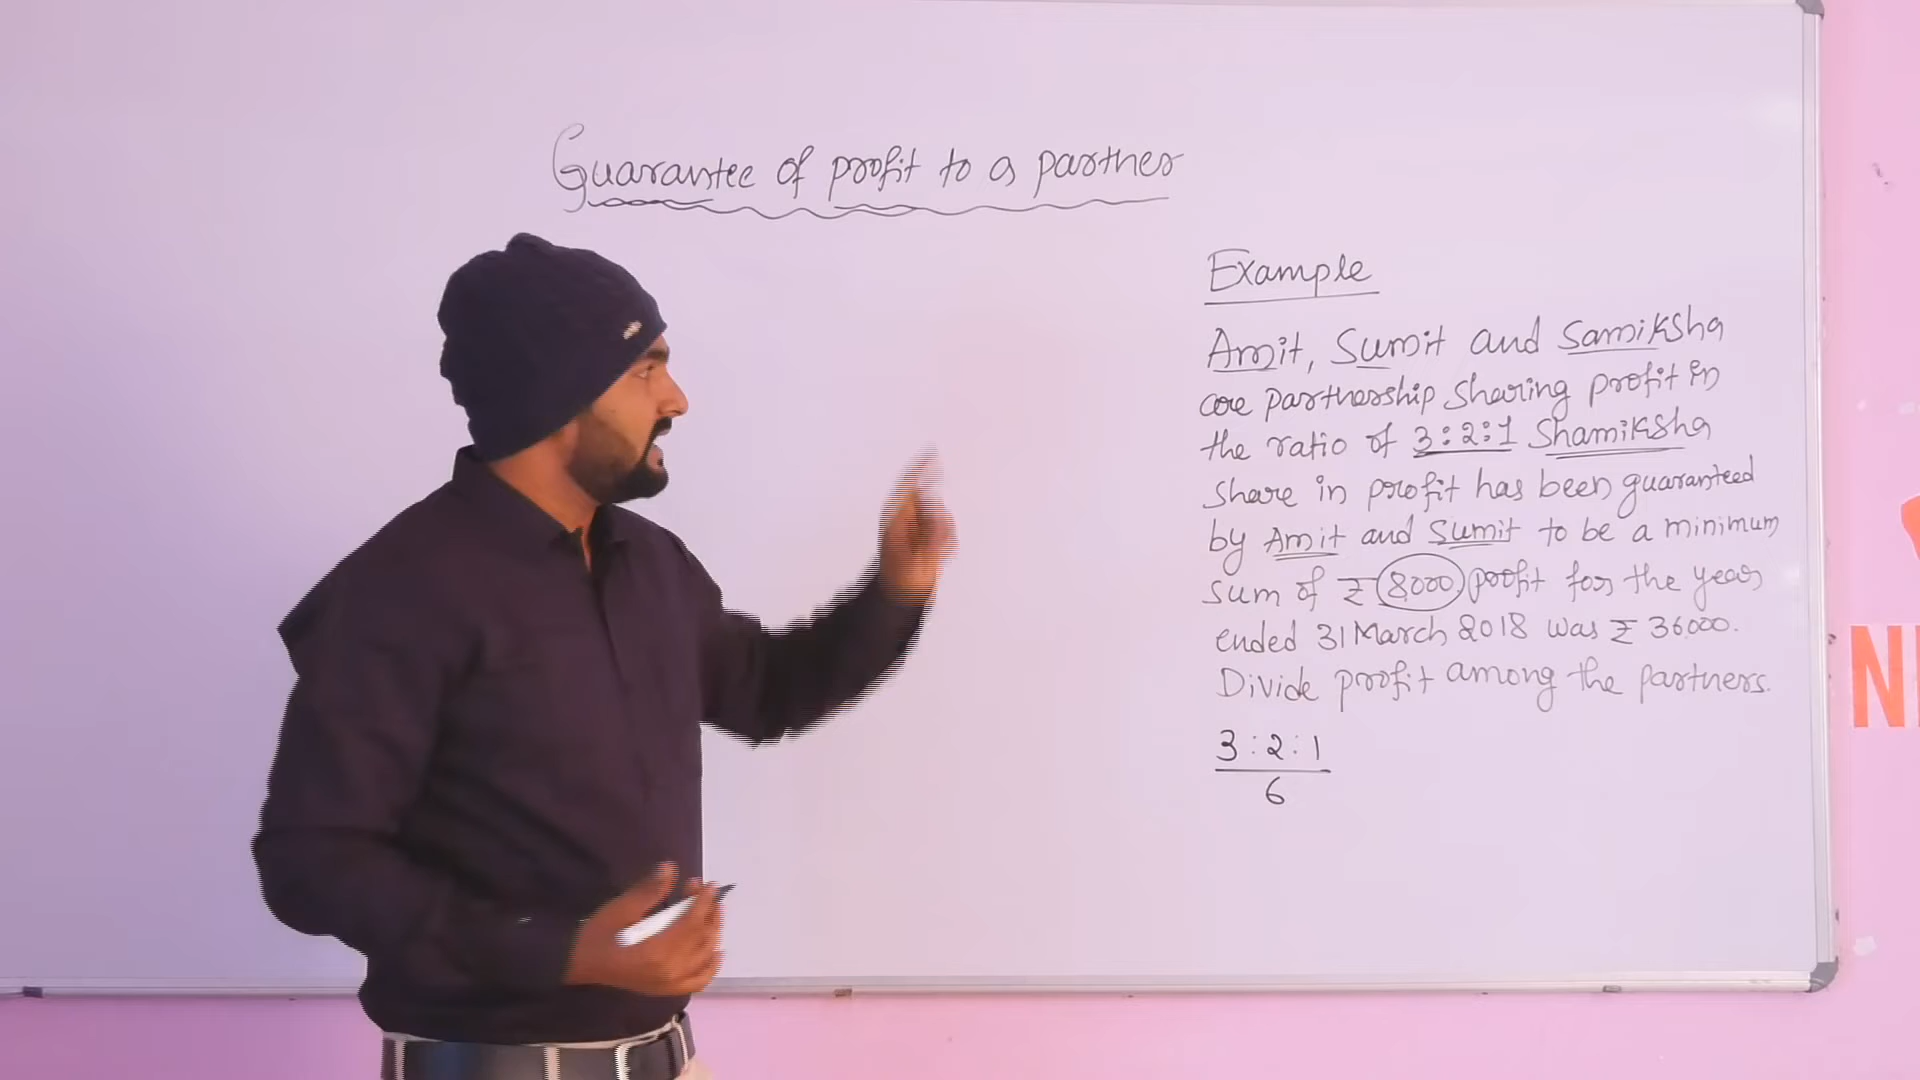 Guarantee of profit to a partner
Example
Amit, Sumit and Samiksha
are partnership sharing profit in
the ratio of 3:2:1 Shamiksha
share in profit has been guaranteed
by Amit and Sumit to be a minimum
sum of ₹ 8000 profit for the year
ended 31 March 2018 was ₹ 36000.
Divide profit among the partners.
3:2:1
6